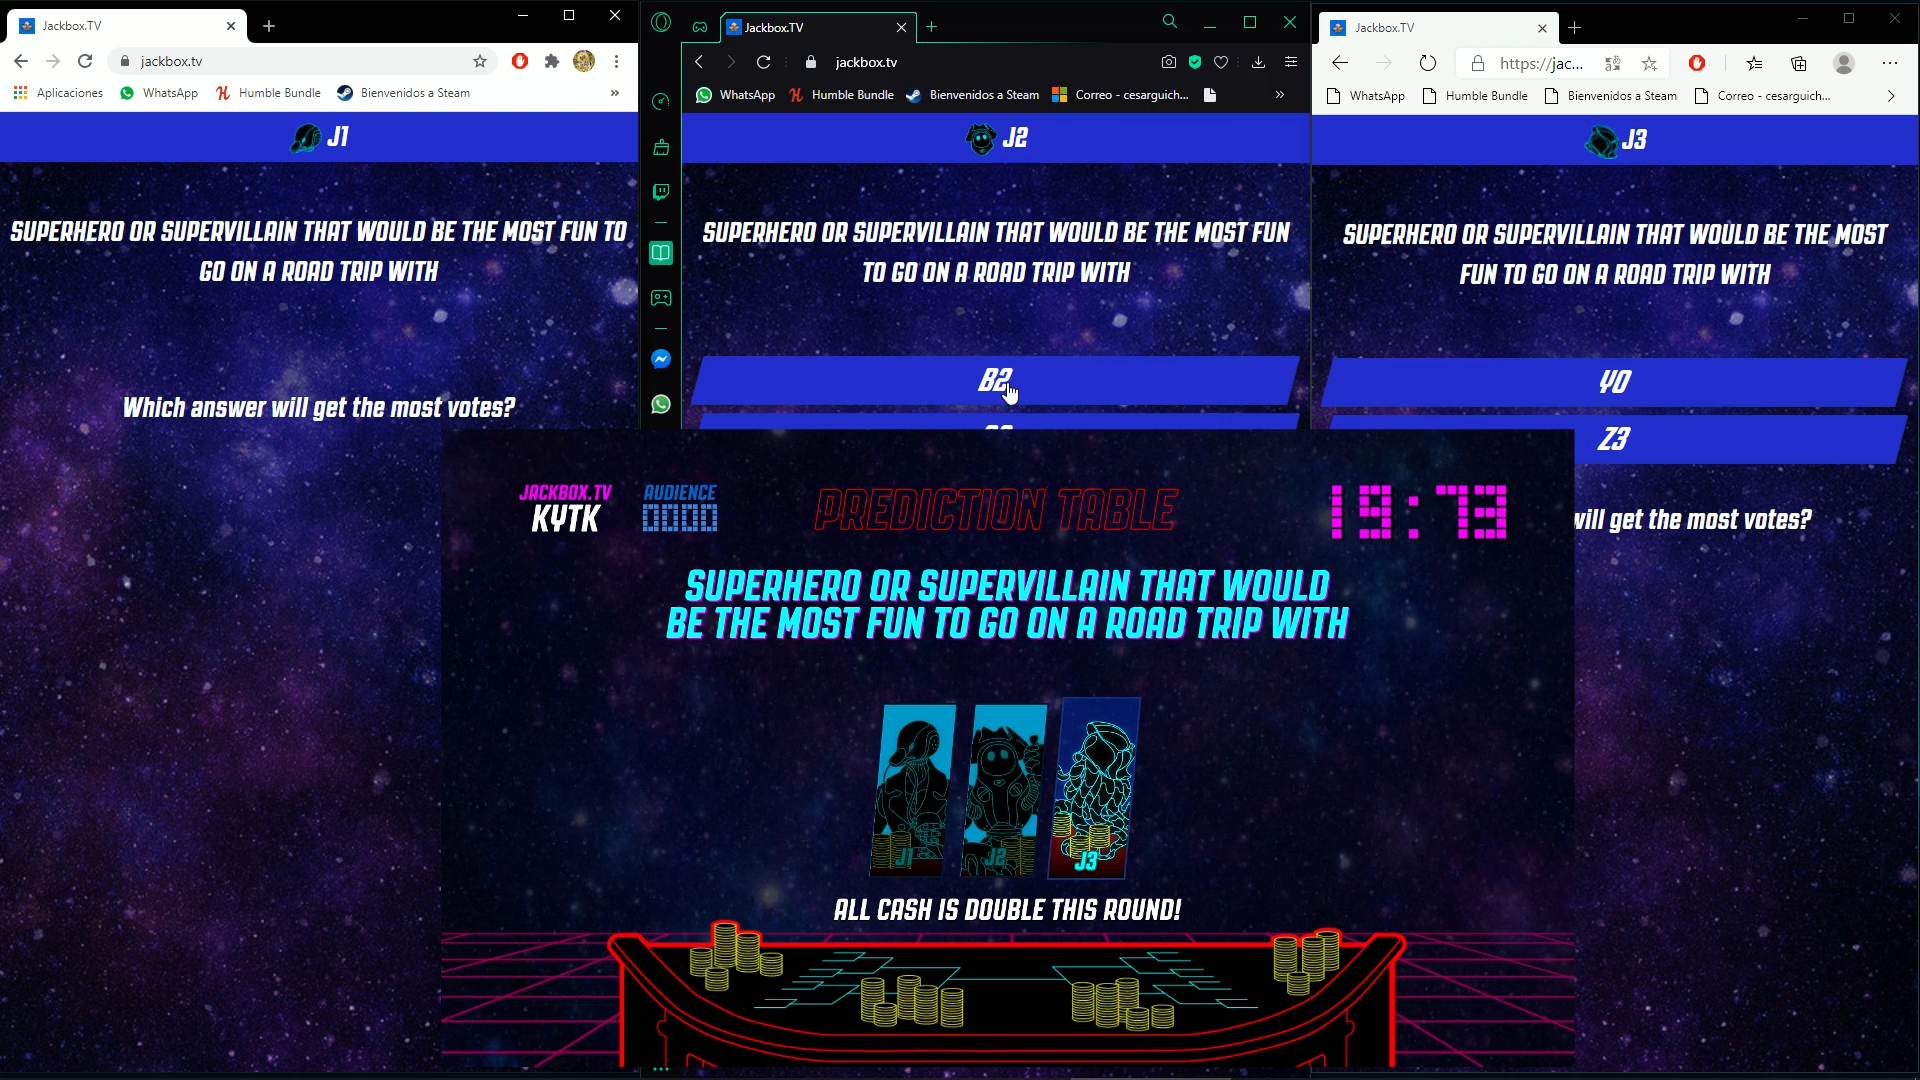 Jackbox.TV
jackbox.tv
Aplicaciones
WhatsApp
Humble Bundle
Bienvenidos a Steam
»
J1
SUPERHERO OR SUPERVILLAIN THAT WOULD BE THE MOST FUN TO
GO ON A ROAD TRIP WITH
Which answer will get the most votes?
Jackbox.TV
jackbox.tv
WhatsApp
Humble Bundle
Bienvenidos a Steam
Correo - cesarguich...
»
J2
SUPERHERO OR SUPERVILLAIN THAT WOULD BE THE MOST FUN
TO GO ON A ROAD TRIP WITH
B2
Jackbox.TV
https://jac...
WhatsApp
Humble Bundle
Bienvenidos a Steam
Correo - cesarguich...
J3
SUPERHERO OR SUPERVILLAIN THAT WOULD BE THE MOST
FUN TO GO ON A ROAD TRIP WITH
YO
Z3
will get the most votes?
JACKBOX.TV
KYTK
AUDIENCE
0000
PREDICTION TABLE
19:73
SUPERHERO OR SUPERVILLAIN THAT WOULD
BE THE MOST FUN TO GO ON A ROAD TRIP WITH
J1
J2
J3
ALL CASH IS DOUBLE THIS ROUND!